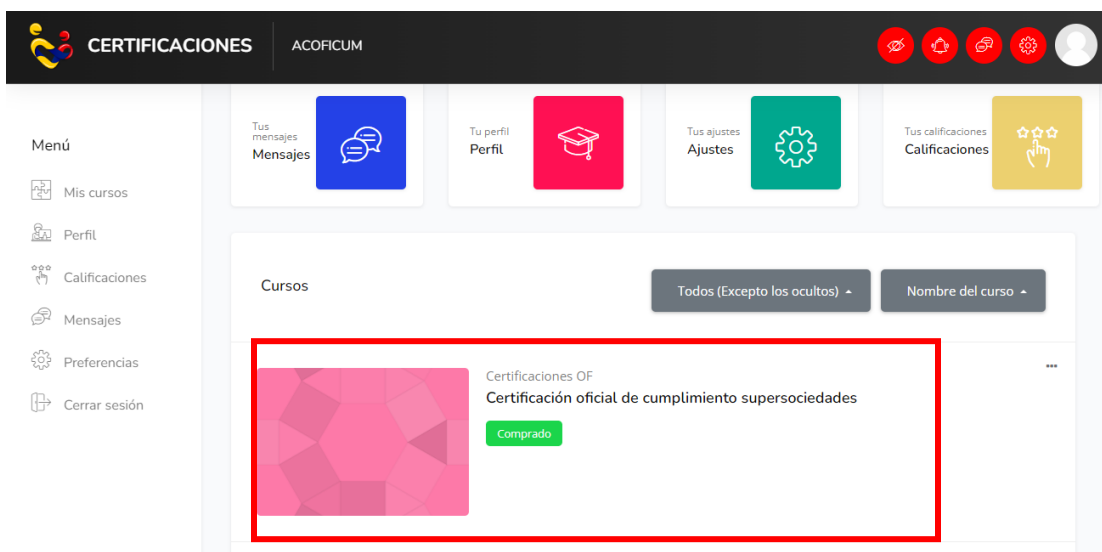 CERTIFICACIONES
ACOFICUM
Menú
Mis cursos
Perfil
Calificaciones
Mensajes
Preferencias
Cerrar sesión
Tus
mensajes
Mensajes
Tu perfil
Perfil
Tus ajustes
Ajustes
Tus calificaciones
Calificaciones
Cursos
Todos (Excepto los ocultos)
Nombre del curso
Certificaciones OF
Certificación oficial de cumplimiento supersociedades
Comprado